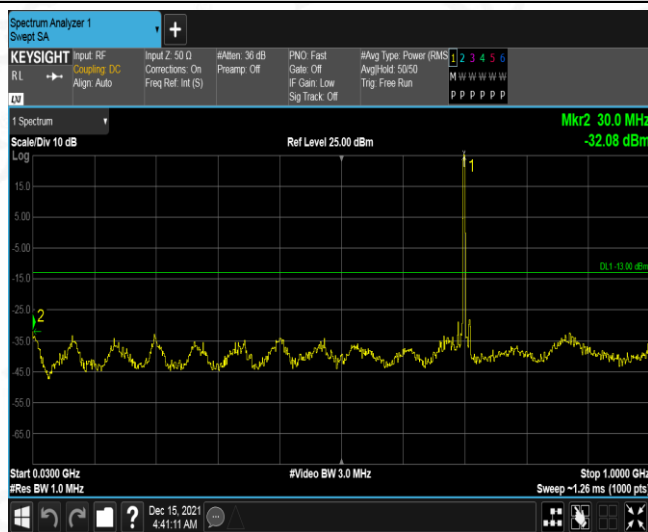 Spectrum Analyzer 1
Swept SA
+
KEYSIGHT Input: RF Input Z: 50 Ω #Atten: 36 dB PNO: Fast #Avg Type: Power (RMS 1 2 3 4 5 6
RL Coupling: DC Corrections: On Preamp: Off Gate: Off Avg|Hold: 50/50 M W W W W W
Align: Auto Freq Ref: Int (S) IF Gain: Low Trig: Free Run P P P P P P
Sig Track: Off
LXI
1 Spectrum Mkr2 30.0 MHz
Scale/Div 10 dB Ref Level 25.00 dBm -32.08 dBm
Log
1
15.0
5.00
-5.00
DL1 -13.00 dBm
-15.0
-25.0
2
-35.0
-45.0
-55.0
-65.0
Start 0.0300 GHz #Video BW 3.0 MHz Stop 1.0000 GHz
#Res BW 1.0 MHz Sweep ~1.26 ms (1000 pts)
? Dec 15, 2021
4:41:11 AM